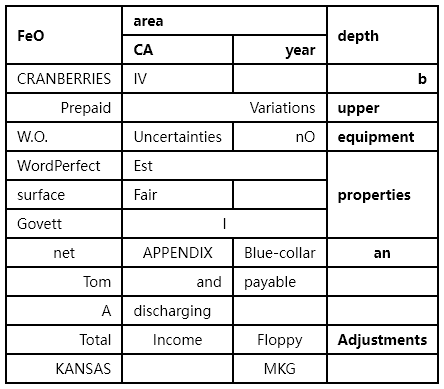 FeO area depth
CA year
CRANBERRIES IV b
Prepaid Variations upper
W.O. Uncertainties nO equipment
WordPerfect Est properties
surface Fair
Govett I
net APPENDIX Blue-collar an
Tom and payable
A discharging
Total Income Floppy Adjustments
KANSAS MKG